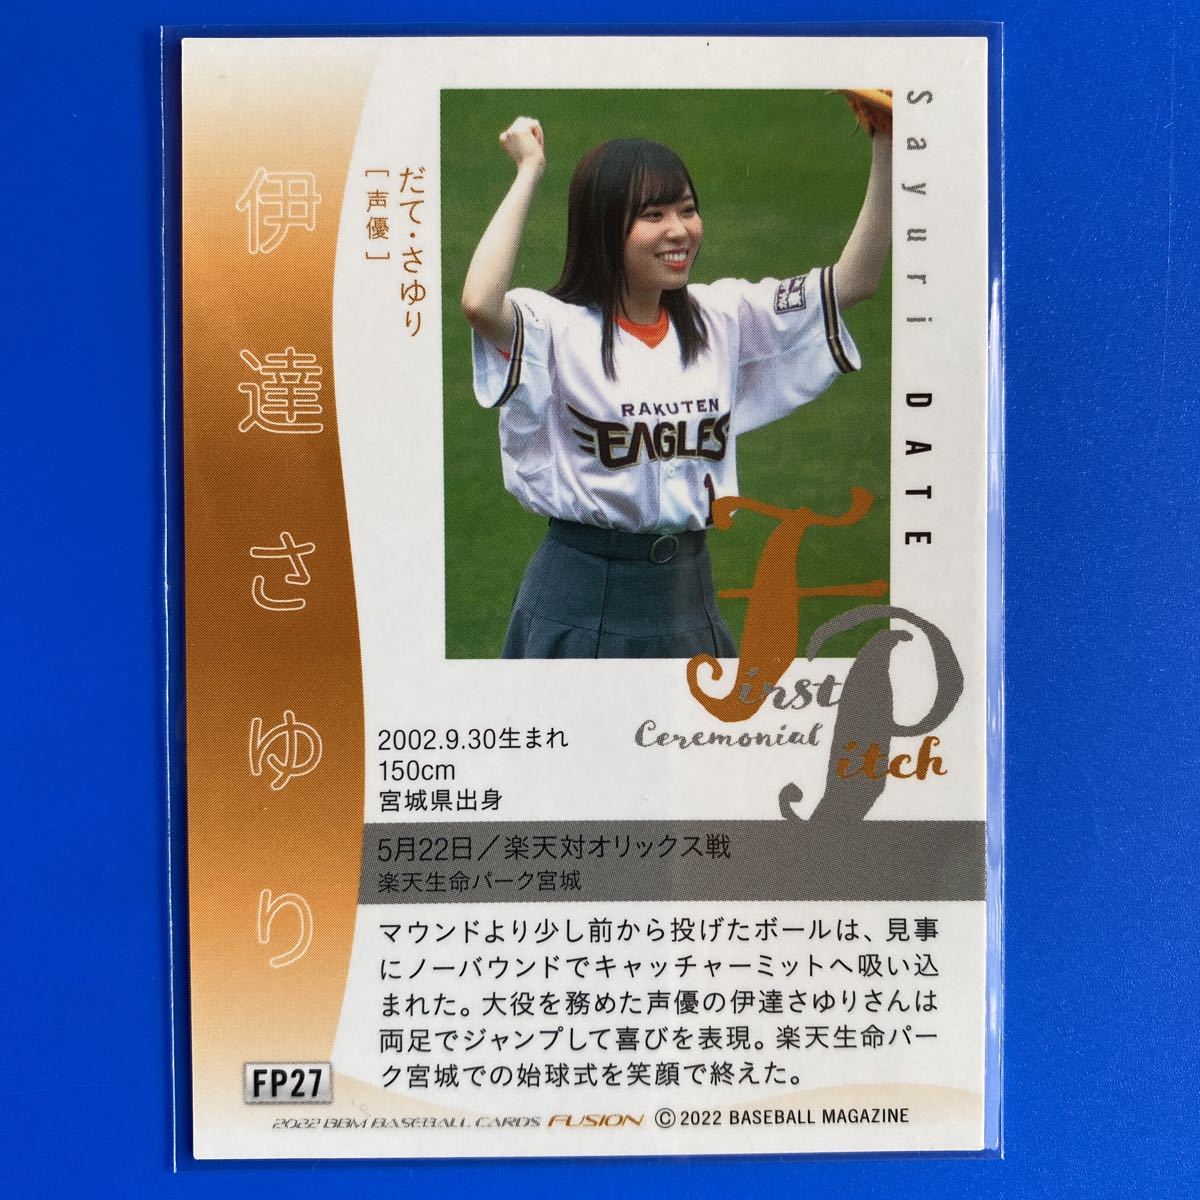 伊達さゆり
だて・さゆり
［声優］
Sayuri DATE
RAKUTEN
EAGLES
1
First
Ceremonial
Pitch
2002.9.30生まれ
150cm
宮城県出身
5月22日／楽天対オリックス戦
楽天生命パーク宮城
マウンドより少し前から投げたボールは、見事
にノーバウンドでキャッチャーミットへ吸い込
まれた。大役を務めた声優の伊達さゆりさんは
両足でジャンプして喜びを表現。楽天生命パー
ク宮城での始球式を笑顔で終えた。
FP27
2022 BBM BASEBALL CARDS FUSION © 2022 BASEBALL MAGAZINE